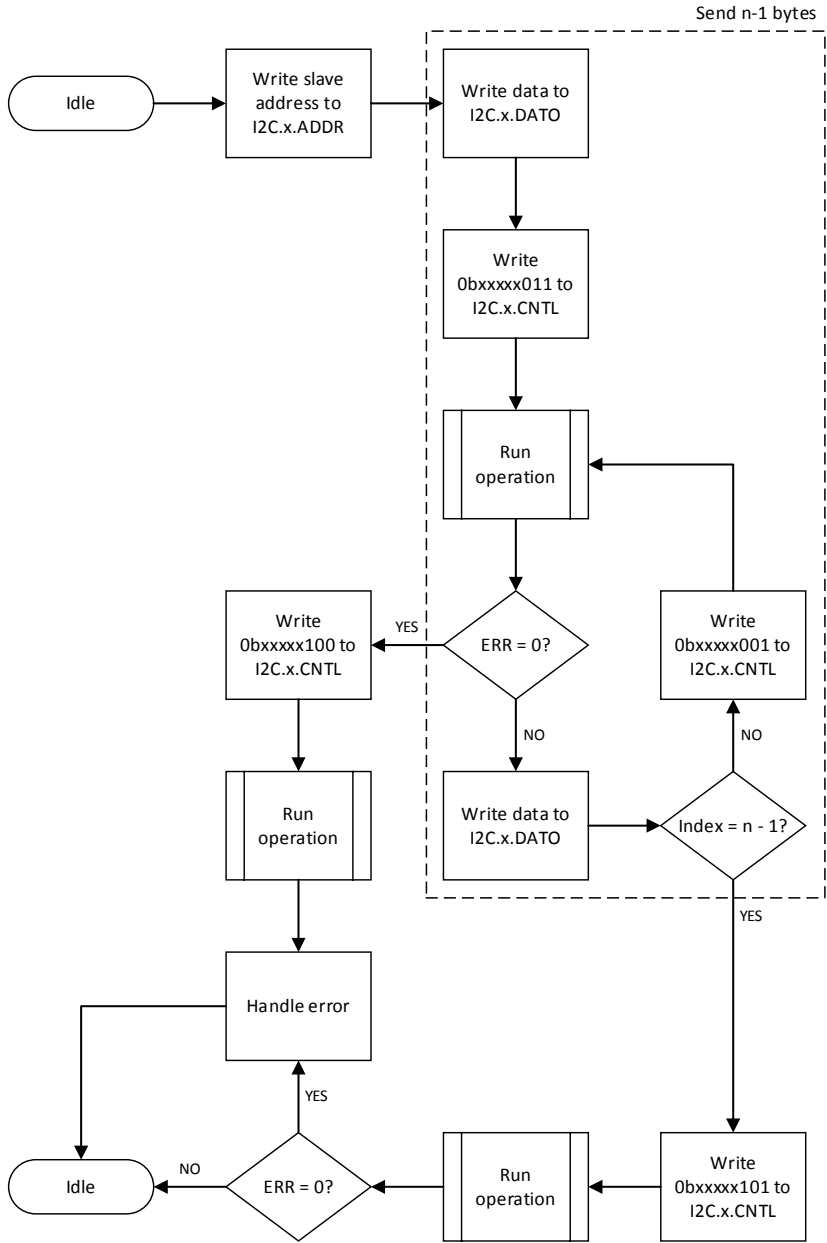 Send n-1 bytes
Idle
Write slave
address to
I2C.x.ADDR
Write data to
I2C.x.DATO
Write
0bxxxxx011 to
I2C.x.CNTL
Run
operation
ERR = 0?
YES
NO
Write
0bxxxxx100 to
I2C.x.CNTL
Write
0bxxxxx001 to
I2C.x.CNTL
NO
Run
operation
Write data to
I2C.x.DATO
Index = n - 1?
YES
Handle error
YES
NO
Idle
ERR = 0?
Run
operation
Write
0bxxxxx101 to
I2C.x.CNTL